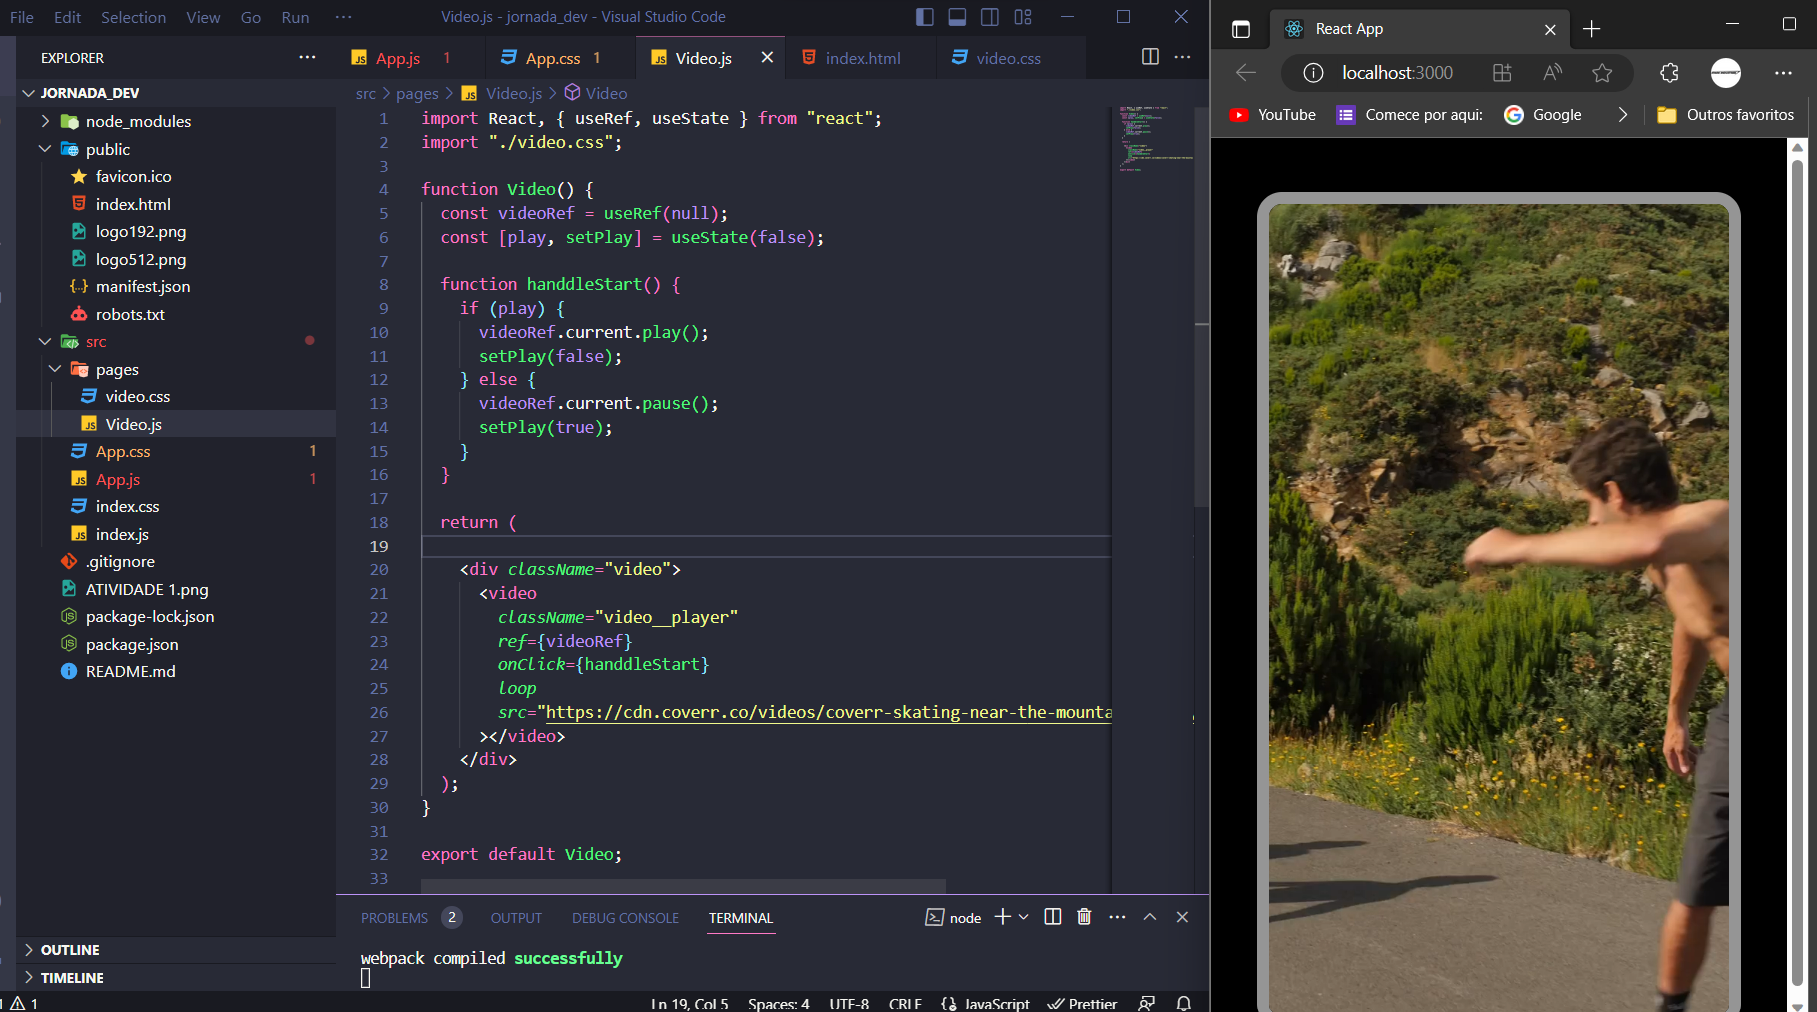 File Edit Selection View Go Run ···
Video.js - jornada_dev - Visual Studio Code
EXPLORER
JORNADA_DEV
node_modules
public
favicon.ico
index.html
logo192.png
logo512.png
manifest.json
robots.txt
src
pages
video.css
Video.js
App.css 1
App.js 1
index.css
index.js
.gitignore
ATIVIDADE 1.png
package-lock.json
package.json
README.md
OUTLINE
TIMELINE
1
App.js 1 App.css 1 Video.js index.html video.css
src > pages > JS Video.js > Video
1 import React, { useRef, useState } from "react";
2 import "./video.css";
3
4 function Video() {
5 const videoRef = useRef(null);
6 const [play, setPlay] = useState(false);
7
8 function handdleStart() {
9 if (play) {
10 videoRef.current.play();
11 setPlay(false);
12 } else {
13 videoRef.current.pause();
14 setPlay(true);
15 }
16 }
17
18 return (
19
20 <div className="video">
21 <video
22 className="video__player"
23 ref={videoRef}
24 onClick={handdleStart}
25 loop
26 src="https://cdn.coverr.co/videos/coverr-skating-near-the-mounta
27 ></video>
28 </div>
29 );
30 }
31
32 export default Video;
33
PROBLEMS 2 OUTPUT DEBUG CONSOLE TERMINAL node
webpack compiled successfully
Ln 19, Col 5 Spaces: 4 UTF-8 CRLF JavaScript Prettier
React App
localhost:3000
YouTube Comece por aqui: Google Outros favoritos